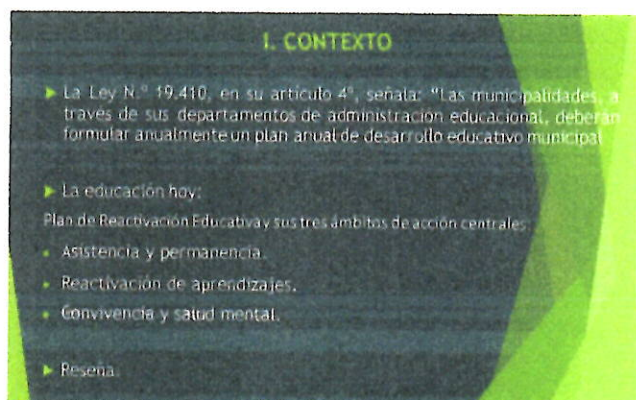 I. CONTEXTO
► La Ley N.º 19.410, en su artículo 4º, señala: "Las municipalidades, a
través de sus departamentos de administración educacional, deberán
formular anualmente un plan anual de desarrollo educativo municipal
► La educación hoy:
Plan de Reactivación Educativa y sus tres ámbitos de acción centrales:
• Asistencia y permanencia.
• Reactivación de aprendizajes.
• Convivencia y salud mental.
► Reseña.